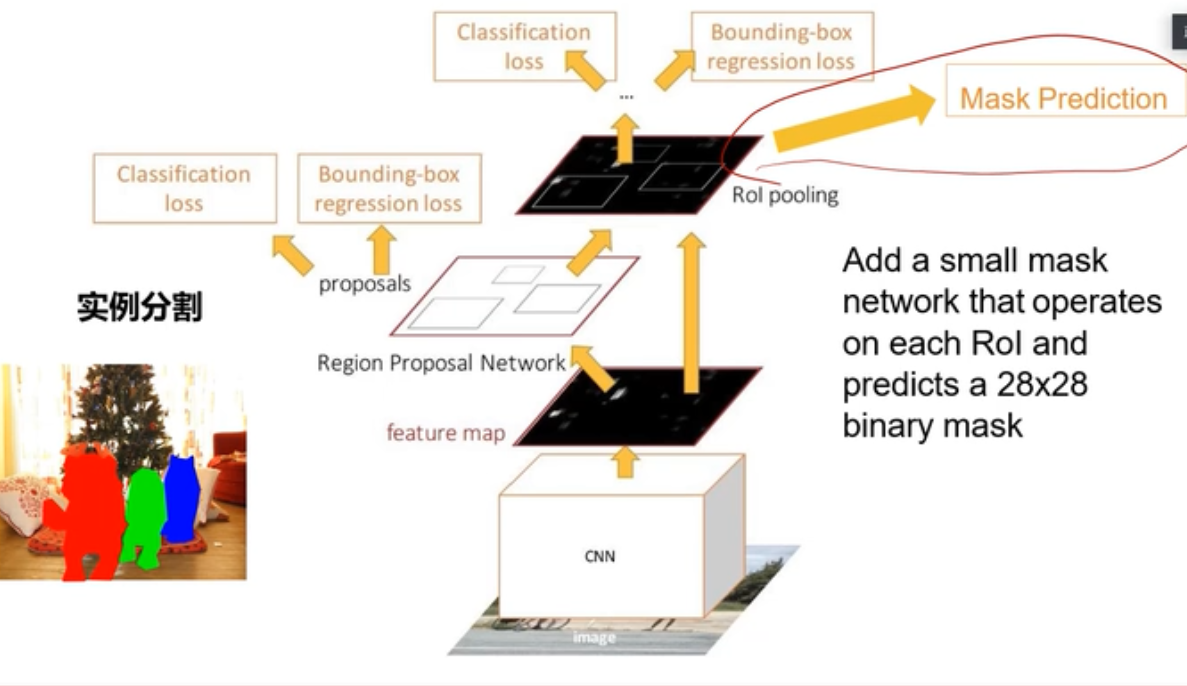 Classification
loss
Bounding-box
regression loss
...
Mask Prediction
Classification
loss
Bounding-box
regression loss
RoI pooling
proposals
实例分割
Region Proposal Network
feature map
CNN
image
Add a small mask
network that operates
on each RoI and
predicts a 28x28
binary mask